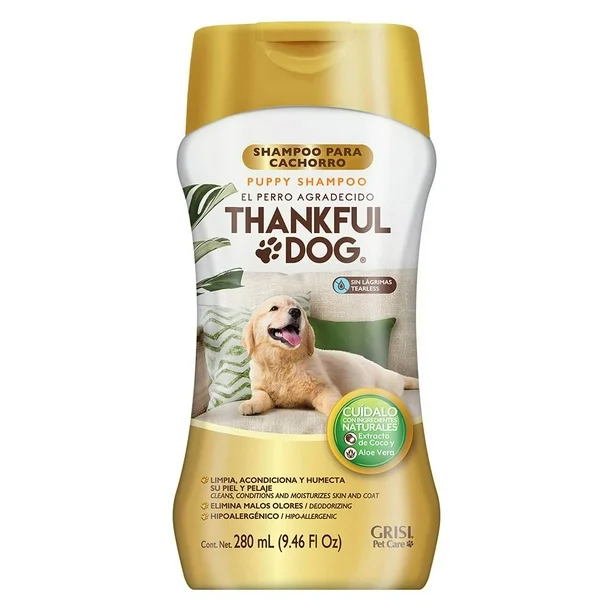 SHAMPOO PARA
CACHORRO
PUPPY SHAMPOO
EL PERRO AGRADECIDO
THANKFUL
DOG®
SIN LÁGRIMAS
TEARLESS
CUÍDALO
CON INGREDIENTES
NATURALES
Extracto
de Coco y
Aloe Vera
LIMPIA, ACONDICIONA Y HUMECTA
SU PIEL Y PELAJE
CLEANS, CONDITIONS AND MOISTURIZES SKIN AND COAT
ELIMINA MALOS OLORES / DEODORIZING
HIPOALERGÉNICO / HIPO-ALLERGENIC
Cont. Net. 280 mL (9.46 Fl Oz)
GRISI
Pet Care